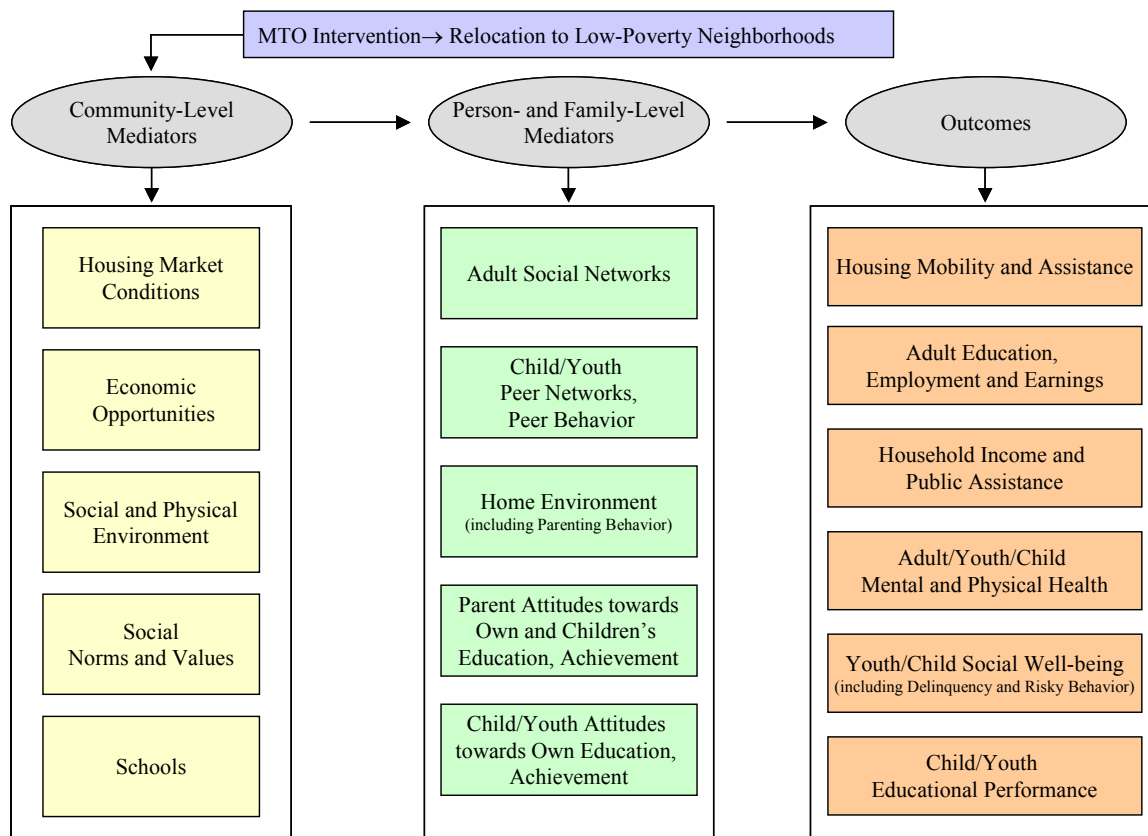 MTO Intervention→ Relocation to Low-Poverty Neighborhoods
Community-Level
Mediators
Person- and Family-Level
Mediators
Outcomes
Housing Market
Conditions
Economic
Opportunities
Social and Physical
Environment
Social
Norms and Values
Schools
Adult Social Networks
Child/Youth
Peer Networks,
Peer Behavior
Home Environment
(including Parenting Behavior)
Parent Attitudes towards
Own and Children’s
Education, Achievement
Child/Youth Attitudes
towards Own Education,
Achievement
Housing Mobility and Assistance
Adult Education,
Employment and Earnings
Household Income and
Public Assistance
Adult/Youth/Child
Mental and Physical Health
Youth/Child Social Well-being
(including Delinquency and Risky Behavior)
Child/Youth
Educational Performance